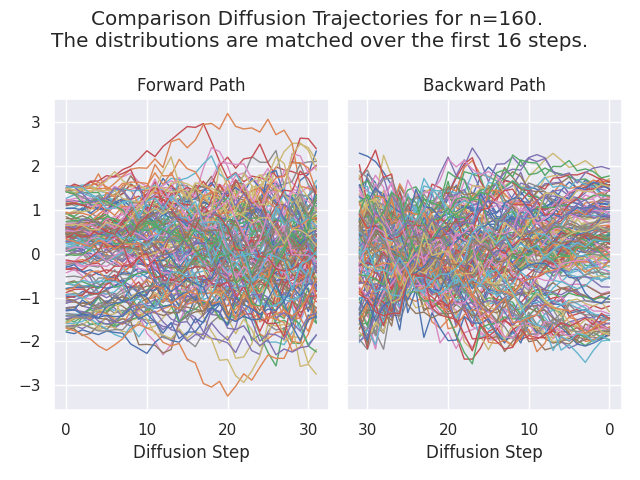 Comparison Diffusion Trajectories for n=160.
The distributions are matched over the first 16 steps.
Forward Path
Backward Path
3
2
1
0
−1
−2
−3
0 10 20 30
30 20 10 0
Diffusion Step
Diffusion Step